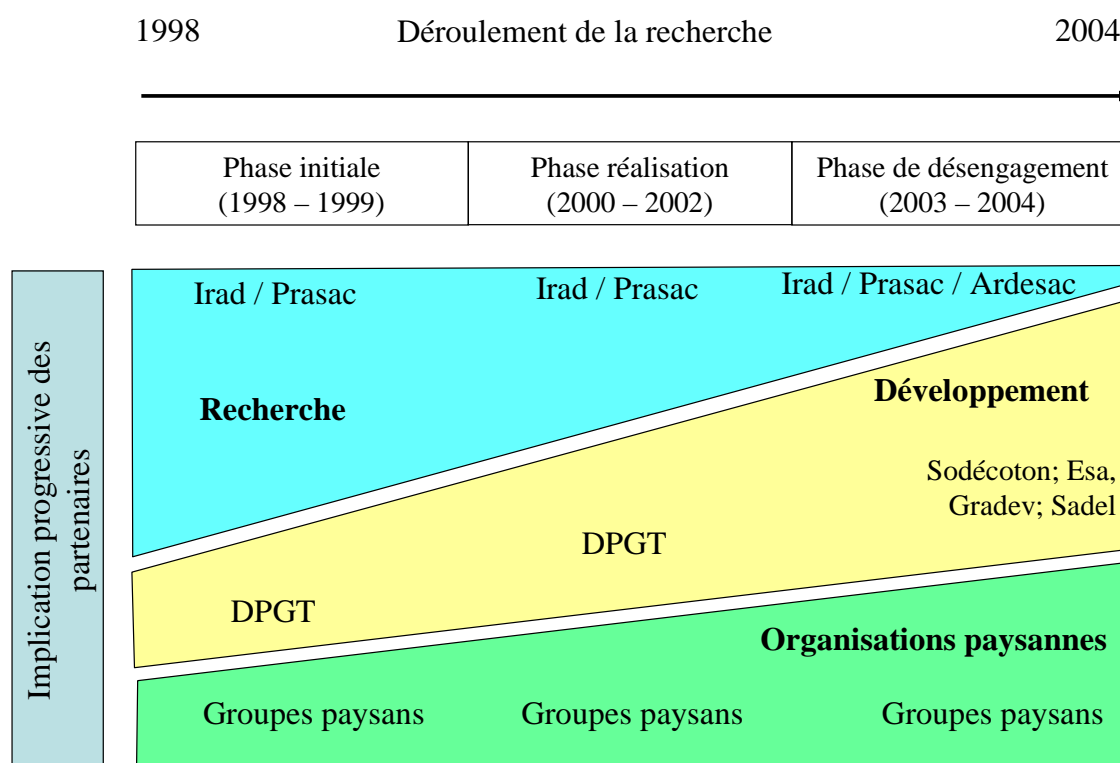 1998 Déroulement de la recherche 2004
Phase initiale
(1998 – 1999)
Phase réalisation
(2000 – 2002)
Phase de désengagement
(2003 – 2004)
Implication progressive des
partenaires
Irad / Prasac Irad / Prasac Irad / Prasac / Ardesac
Recherche
Développement
Sodécoton; Esa,
Gradev; Sadel
DPGT
DPGT
Organisations paysannes
Groupes paysans Groupes paysans Groupes paysans